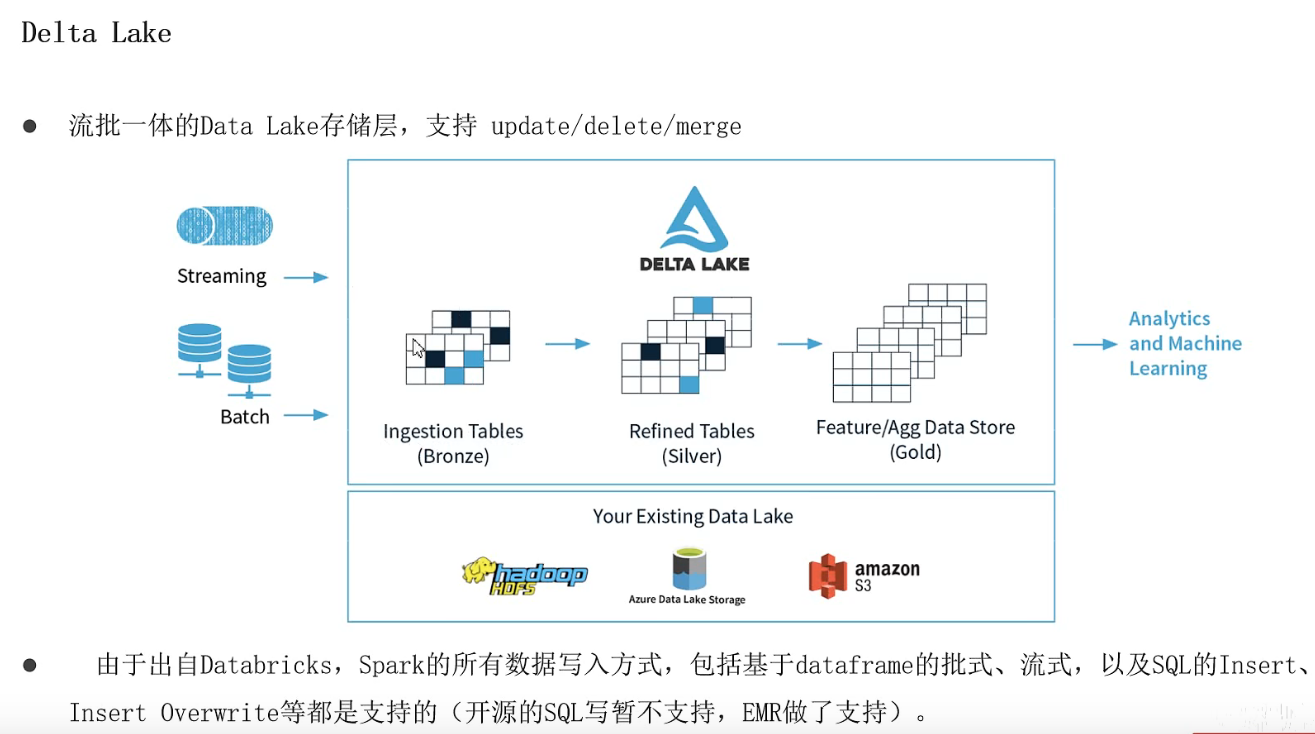 Delta Lake
● 流批一体的Data Lake存储层，支持 update/delete/merge
DELTA LAKE
Streaming
Batch
Ingestion Tables
(Bronze)
Refined Tables
(Silver)
Feature/Agg Data Store
(Gold)
Analytics
and Machine
Learning
Your Existing Data Lake
hadoop
HDFS
Azure Data Lake Storage
amazon
S3
● 由于出自Databricks，Spark的所有数据写入方式，包括基于dataframe的批式、流式，以及SQL的Insert、
Insert Overwrite等都是支持的（开源的SQL写暂不支持，EMR做了支持）。